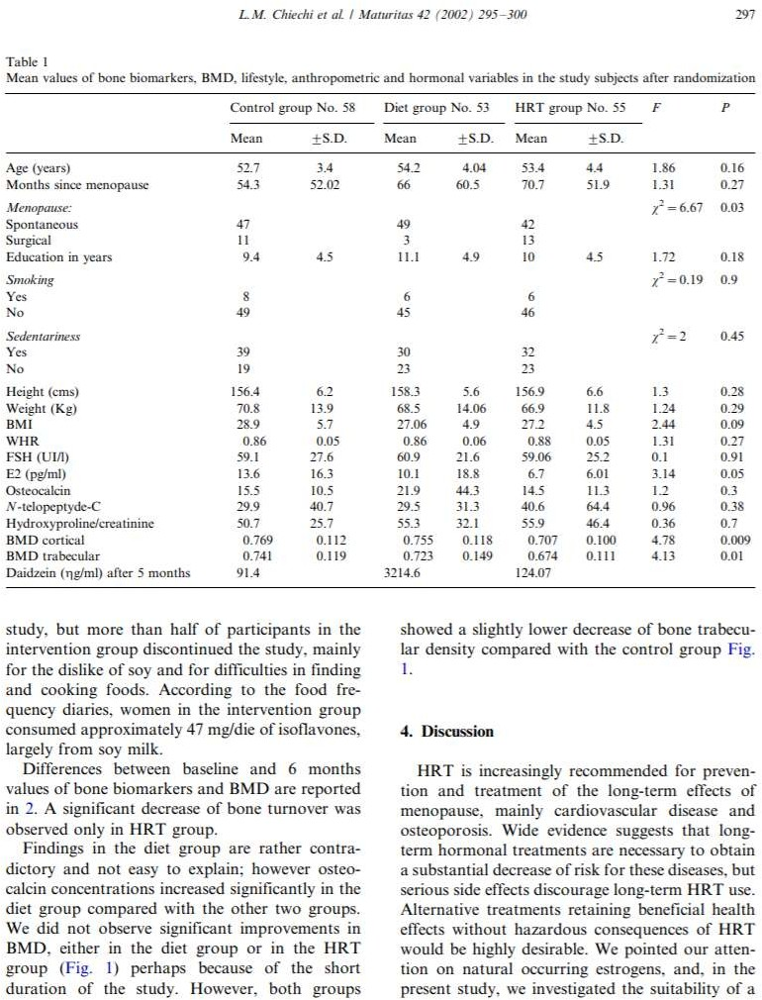 L.M. Chiechi et al. / Maturitas 42 (2002) 295–300 297
Table 1
Mean values of bone biomarkers, BMD, lifestyle, anthropometric and hormonal variables in the study subjects after randomization
Control group No. 58 Diet group No. 53 HRT group No. 55 F P
Mean ±S.D. Mean ±S.D. Mean ±S.D.
Age (years) 52.7 3.4 54.2 4.04 53.4 4.4 1.86 0.16
Months since menopause 54.3 52.02 66 60.5 70.7 51.9 1.31 0.27
Menopause: χ² = 6.67 0.03
Spontaneous 47 49 42
Surgical 11 3 13
Education in years 9.4 4.5 11.1 4.9 10 4.5 1.72 0.18
Smoking χ² = 0.19 0.9
Yes 8 6 6
No 49 45 46
Sedentariness χ² = 2 0.45
Yes 39 30 32
No 19 23 23
Height (cms) 156.4 6.2 158.3 5.6 156.9 6.6 1.3 0.28
Weight (Kg) 70.8 13.9 68.5 14.06 66.9 11.8 1.24 0.29
BMI 28.9 5.7 27.06 4.9 27.2 4.5 2.44 0.09
WHR 0.86 0.05 0.86 0.06 0.88 0.05 1.31 0.27
FSH (UI/l) 59.1 27.6 60.9 21.6 59.06 25.2 0.1 0.91
E2 (pg/ml) 13.6 16.3 10.1 18.8 6.7 6.01 3.14 0.05
Osteocalcin 15.5 10.5 21.9 44.3 14.5 11.3 1.2 0.3
N-telopeptyde-C 29.9 40.7 29.5 31.3 40.6 64.4 0.96 0.38
Hydroxyproline/creatinine 50.7 25.7 55.3 32.1 55.9 46.4 0.36 0.7
BMD cortical 0.769 0.112 0.755 0.118 0.707 0.100 4.78 0.009
BMD trabecular 0.741 0.119 0.723 0.149 0.674 0.111 4.13 0.01
Daidzein (ηg/ml) after 5 months 91.4 3214.6 124.07
study, but more than half of participants in the
intervention group discontinued the study, mainly
for the dislike of soy and for difficulties in finding
and cooking foods. According to the food fre-
quency diaries, women in the intervention group
consumed approximately 47 mg/die of isoflavones,
largely from soy milk.
Differences between baseline and 6 months
values of bone biomarkers and BMD are reported
in 2. A significant decrease of bone turnover was
observed only in HRT group.
Findings in the diet group are rather contra-
dictory and not easy to explain; however osteo-
calcin concentrations increased significantly in the
diet group compared with the other two groups.
We did not observe significant improvements in
BMD, either in the diet group or in the HRT
group (Fig. 1) perhaps because of the short
duration of the study. However, both groups
showed a slightly lower decrease of bone trabecu-
lar density compared with the control group Fig.
1.
4. Discussion
HRT is increasingly recommended for preven-
tion and treatment of the long-term effects of
menopause, mainly cardiovascular disease and
osteoporosis. Wide evidence suggests that long-
term hormonal treatments are necessary to obtain
a substantial decrease of risk for these diseases, but
serious side effects discourage long-term HRT use.
Alternative treatments retaining beneficial health
effects without hazardous consequences of HRT
would be highly desirable. We pointed our atten-
tion on natural occurring estrogens, and, in the
present study, we investigated the suitability of a